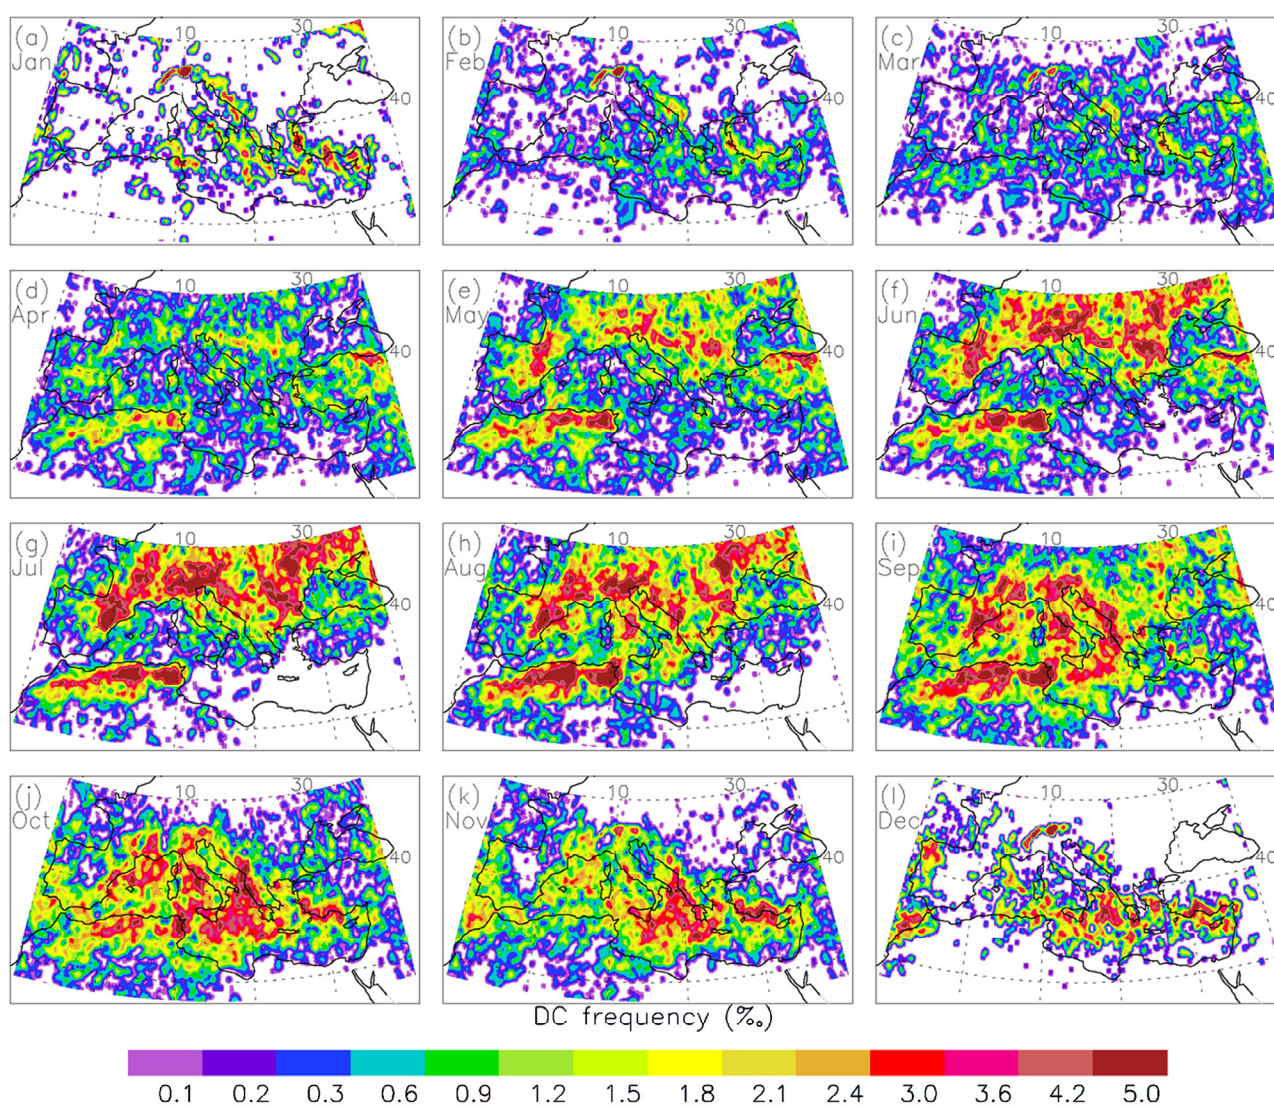 (a) 10 30
Jan
40
(b) 10 30
Feb
40
(c) 10 30
Mar
40
(d) 10 30
Apr
40
(e) 10 30
May
40
(f) 10 30
Jun
40
(g) 10 30
Jul
40
(h) 10 30
Aug
40
(i) 10 30
Sep
40
(j) 10 30
Oct
40
(k) 10 30
Nov
40
(l) 10 30
Dec
40
DC frequency (‰)
0.1 0.2 0.3 0.6 0.9 1.2 1.5 1.8 2.1 2.4 3.0 3.6 4.2 5.0